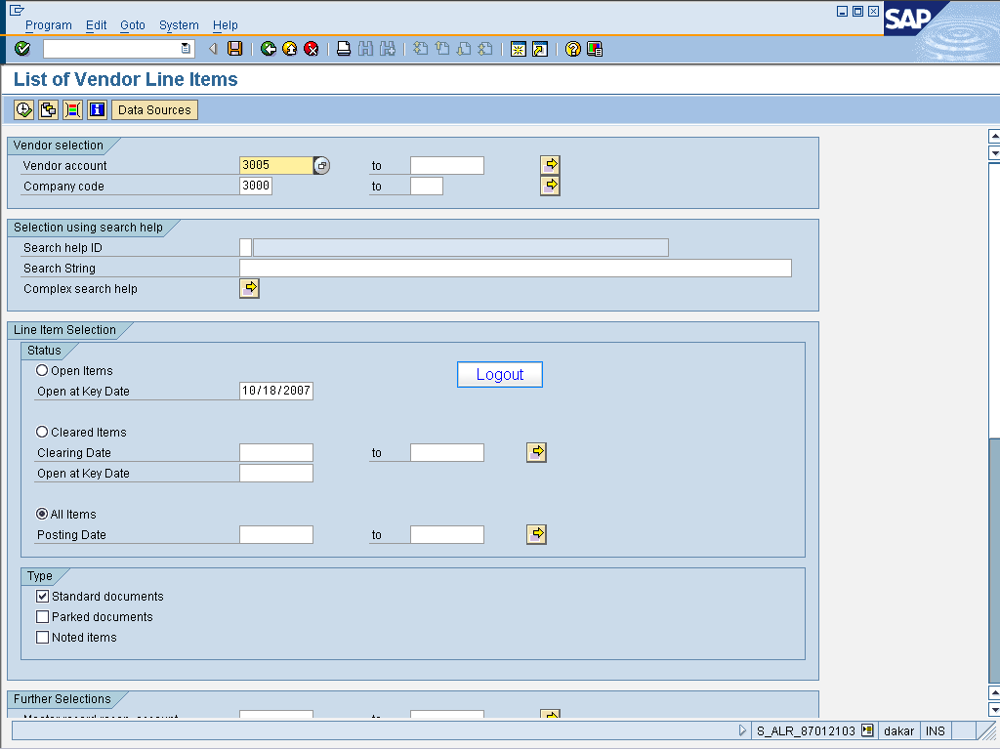 Program Edit Goto System Help
SAP
List of Vendor Line Items
Data Sources
Vendor selection
Vendor account 3005 to
Company code 3000 to
Selection using search help
Search help ID
Search String
Complex search help
Line Item Selection
Status
Open Items
Logout
Open at Key Date 10/18/2007
Cleared Items
Clearing Date to
Open at Key Date
All Items
Posting Date to
Type
Standard documents
Parked documents
Noted items
Further Selections
S_ALR_87012103 dakar INS